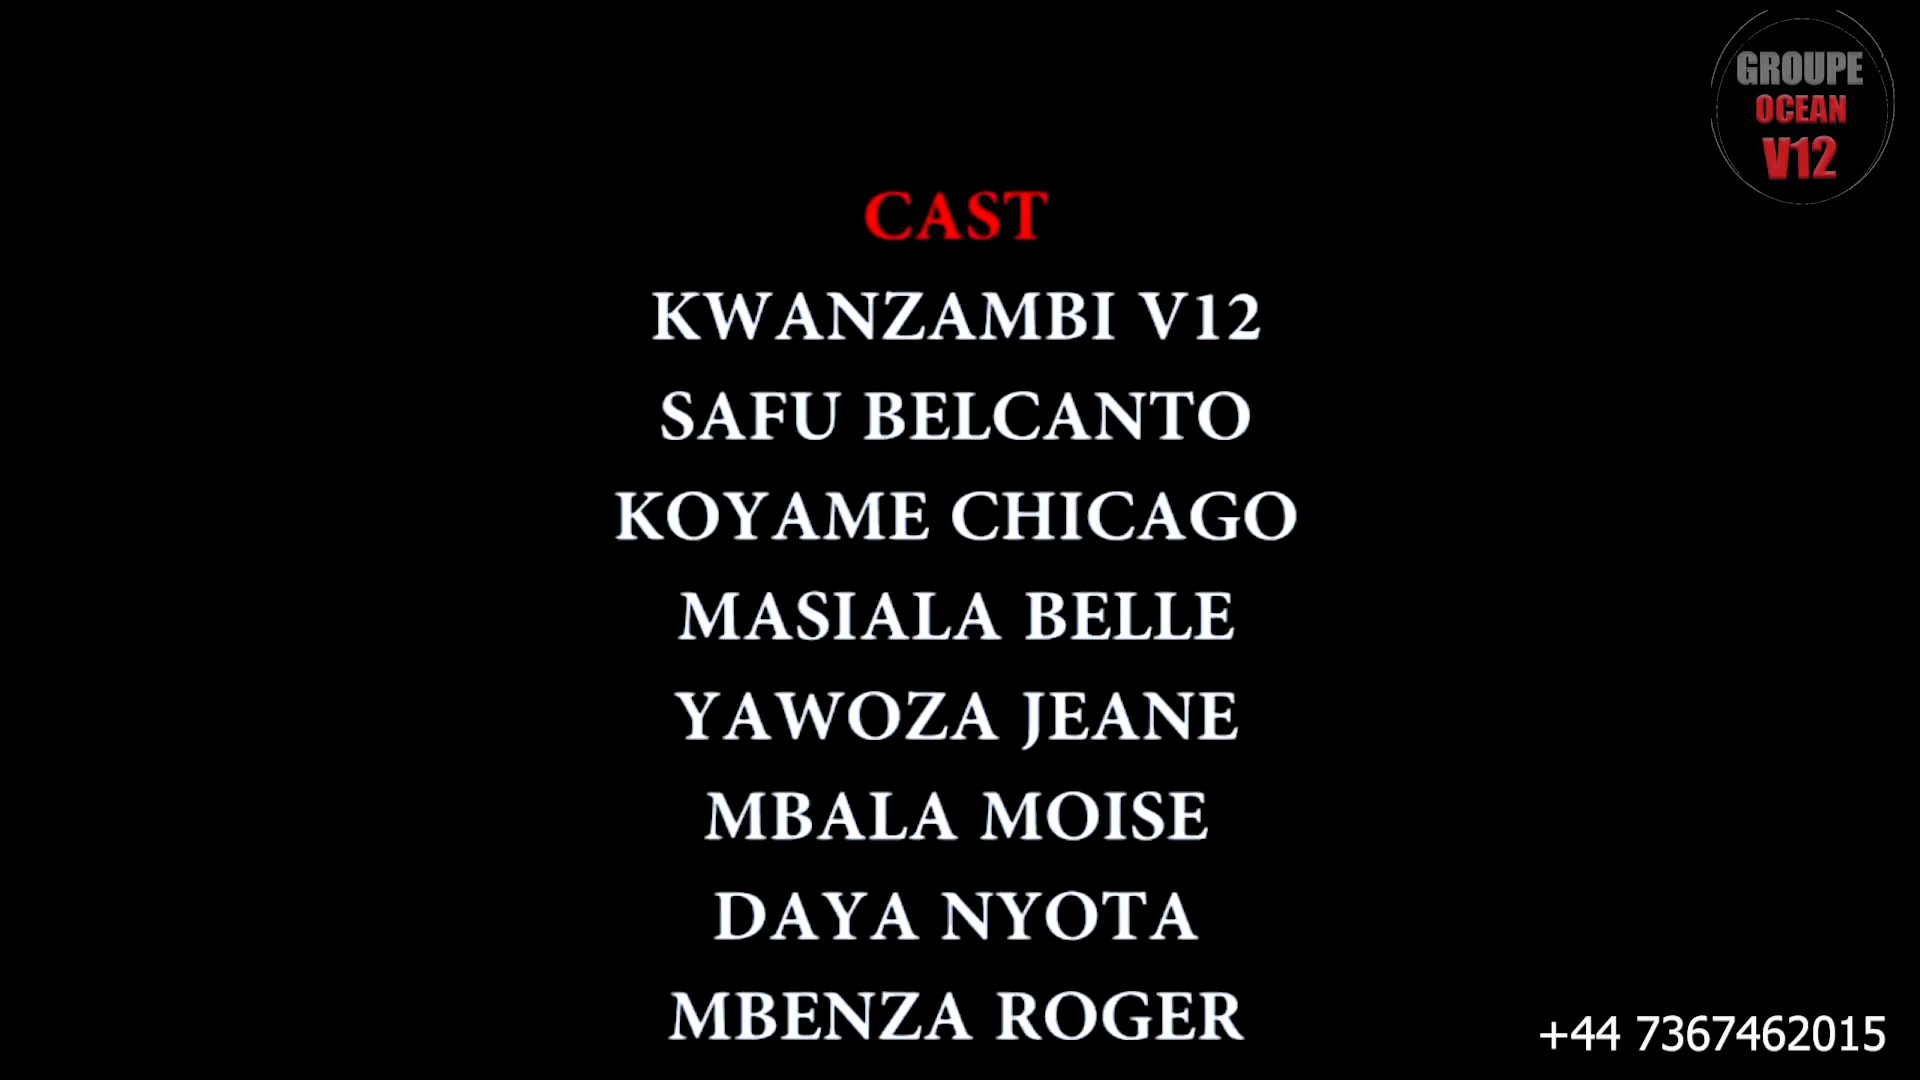 GROUPE
OCEAN
V12
CAST
KWANZAMBI V12
SAFU BELCANTO
KOYAME CHICAGO
MASIALA BELLE
YAWOZA JEANE
MBALA MOISE
DAYA NYOTA
MBENZA ROGER
+44 7367462015